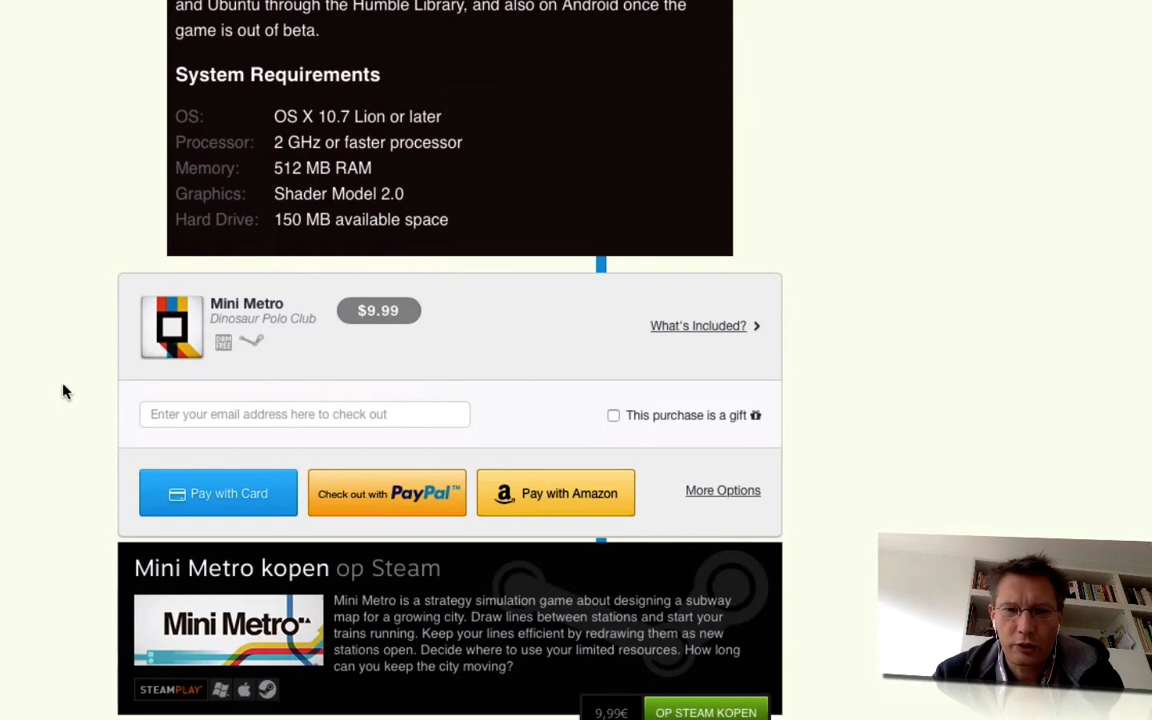 and Ubuntu through the Humble Library, and also on Android once the
game is out of beta.
System Requirements
OS: OS X 10.7 Lion or later
Processor: 2 GHz or faster processor
Memory: 512 MB RAM
Graphics: Shader Model 2.0
Hard Drive: 150 MB available space
Mini Metro
$9.99
Dinosaur Polo Club
What's Included?
DRM FREE
Enter your email address here to check out
This purchase is a gift
Pay with Card
Check out with PayPal™
Pay with Amazon
More Options
Mini Metro kopen op Steam
Mini Metro
Mini Metro is a strategy simulation game about designing a subway
map for a growing city. Draw lines between stations and start your
trains running. Keep your lines efficient by redrawing them as new
stations open. Decide where to use your limited resources. How long
can you keep the city moving?
STEAMPLAY
9,99€
OP STEAM KOPEN